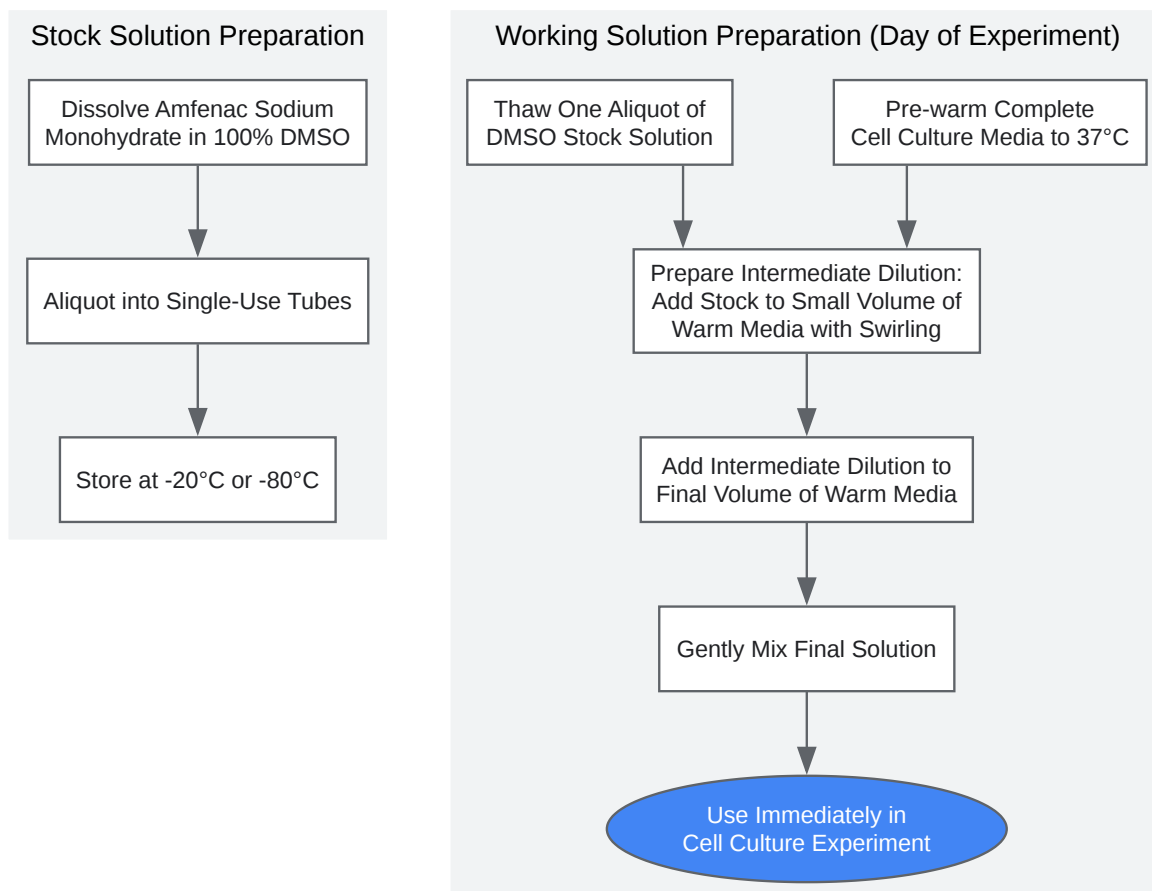 Stock Solution Preparation
Dissolve Amfenac Sodium
Monohydrate in 100% DMSO
Aliquot into Single-Use Tubes
Store at -20°C or -80°C
Working Solution Preparation (Day of Experiment)
Thaw One Aliquot of
DMSO Stock Solution
Pre-warm Complete
Cell Culture Media to 37°C
Prepare Intermediate Dilution:
Add Stock to Small Volume of
Warm Media with Swirling
Add Intermediate Dilution to
Final Volume of Warm Media
Gently Mix Final Solution
Use Immediately in
Cell Culture Experiment